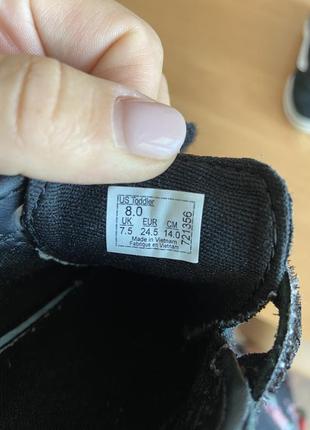 US Toddler
8.0
UK EUR CM
7.5 24.5 14.0
Made in Vietnam
Fabriqué en Vietnam
721356